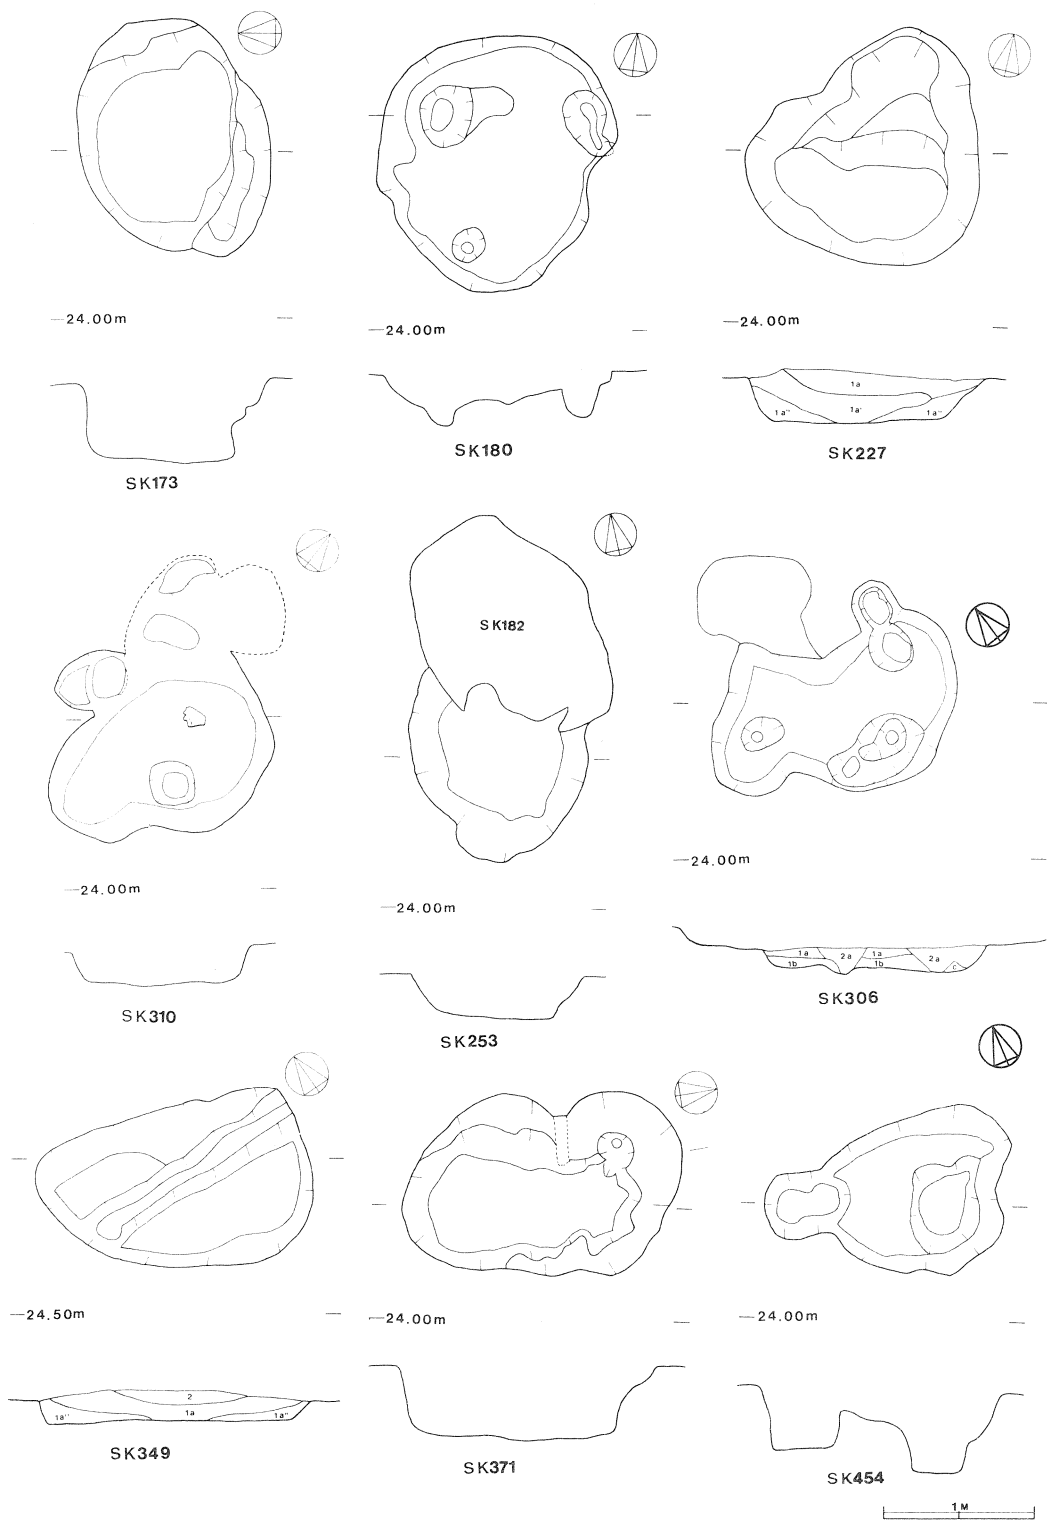 —24.00m
—24.00m
—24.00m
1a
1a''
1a'
1a''
SK173
SK180
SK227
SK182
—24.00m
—24.00m
—24.00m
1a
2a
1a
2a
1b
1b
c
SK310
SK253
SK306
—24.50m
—24.00m
—24.00m
2
1a''
1a
1a''
SK349
SK371
SK454
1M